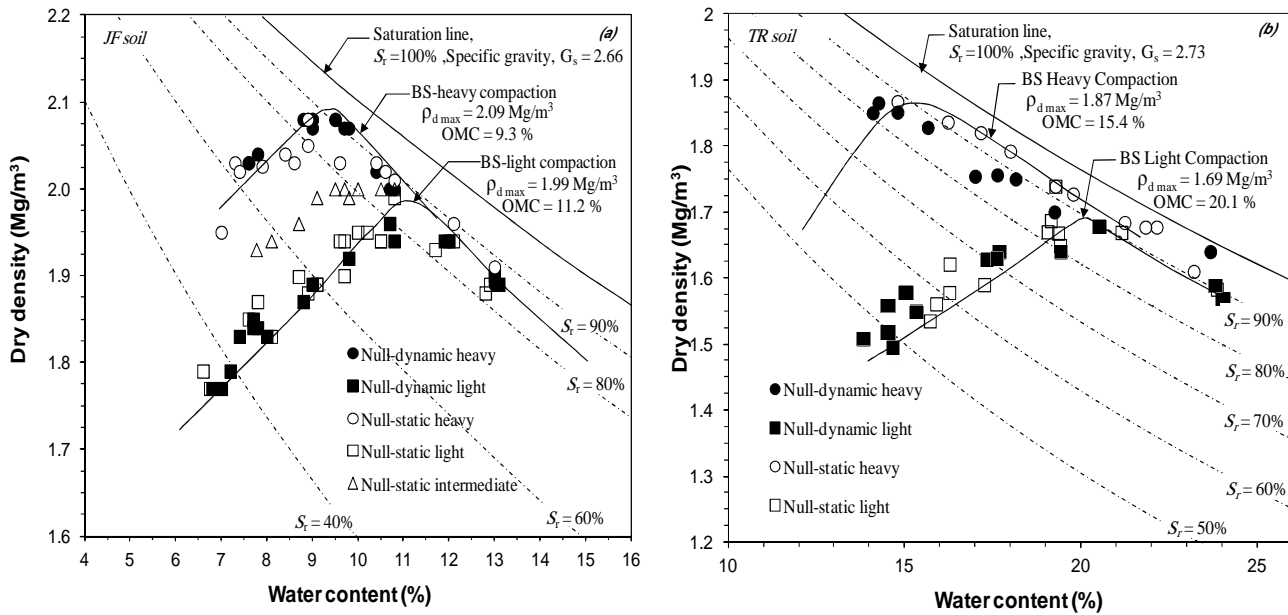 (a)
JF soil
Saturation line,
Sr =100% ,Specific gravity, Gs = 2.66
BS-heavy compaction
ρd max = 2.09 Mg/m³
OMC = 9.3 %
BS-light compaction
ρd max = 1.99 Mg/m³
OMC = 11.2 %
Sr = 90%
Sr = 80%
Sr = 60%
Sr = 40%
Null-dynamic heavy
Null-dynamic light
Null-static heavy
Null-static light
Null-static intermediate
Dry density (Mg/m³)
2.2
2.1
2.0
1.9
1.8
1.7
1.6
4 5 6 7 8 9 10 11 12 13 14 15 16
Water content (%)
(b)
TR soil
Saturation line,
Sr =100% ,Specific gravity, Gs = 2.73
BS Heavy Compaction
ρd max = 1.87 Mg/m³
OMC = 15.4 %
BS Light Compaction
ρd max = 1.69 Mg/m³
OMC = 20.1 %
Sr = 90%
Sr = 80%
Sr = 70%
Sr = 60%
Sr = 50%
Null-dynamic heavy
Null-dynamic light
Null-static heavy
Null-static light
Dry density (Mg/m³)
2
1.9
1.8
1.7
1.6
1.5
1.4
1.3
1.2
10 15 20 25
Water content (%)